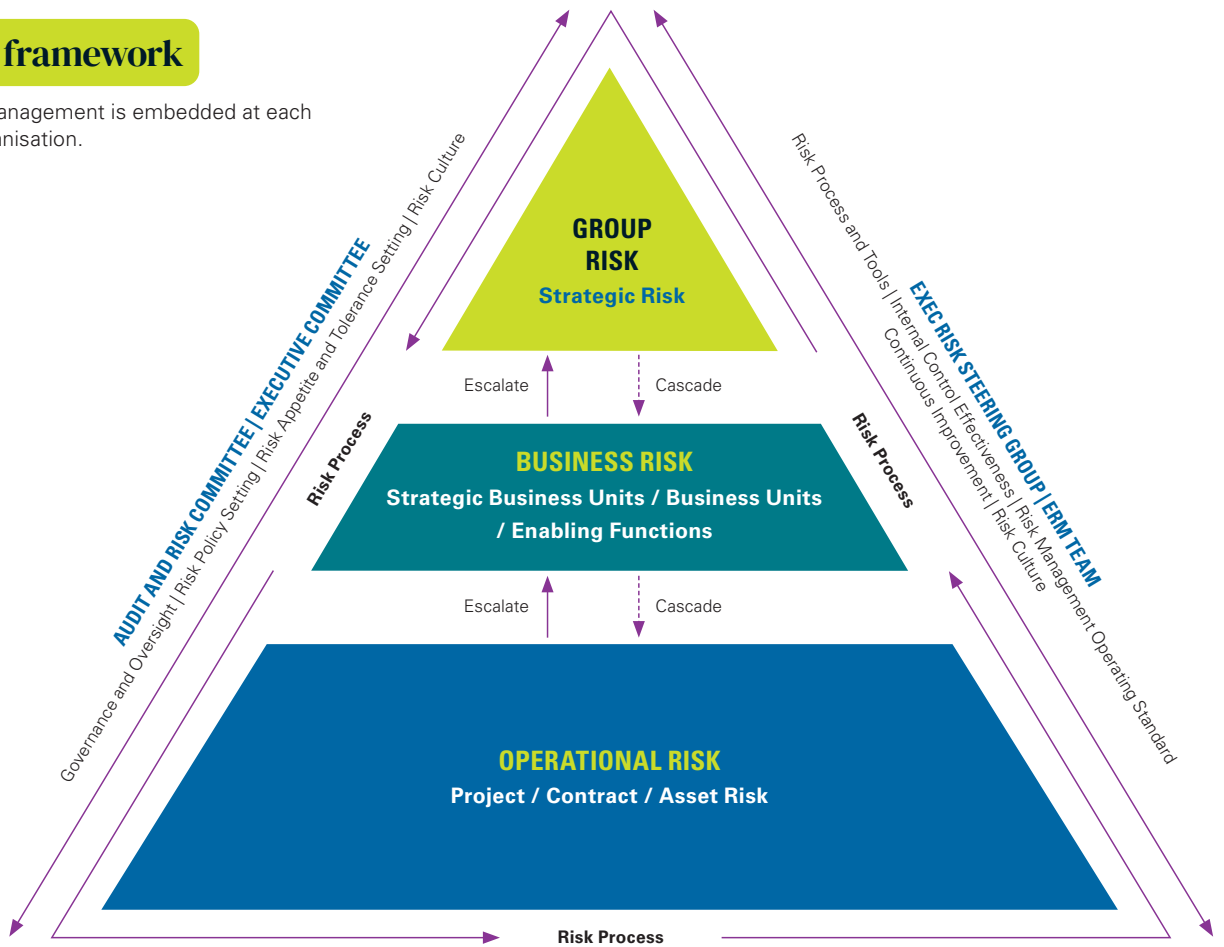 framework
anagement is embedded at each
anisation.
GROUP
RISK
Strategic Risk
Escalate
Cascade
BUSINESS RISK
Strategic Business Units / Business Units
/ Enabling Functions
Escalate
Cascade
OPERATIONAL RISK
Project / Contract / Asset Risk
AUDIT AND RISK COMMITTEE | EXECUTIVE COMMITTEE
Governance and Oversight | Risk Policy Setting | Risk Appetite and Tolerance Setting | Risk Culture
Risk Process
Risk Process
Risk Process and Tools | Internal Control Effectiveness | Risk Management Operating Standard
Continuous Improvement | Risk Culture
EXEC RISK STEERING GROUP | ERM TEAM
Risk Process